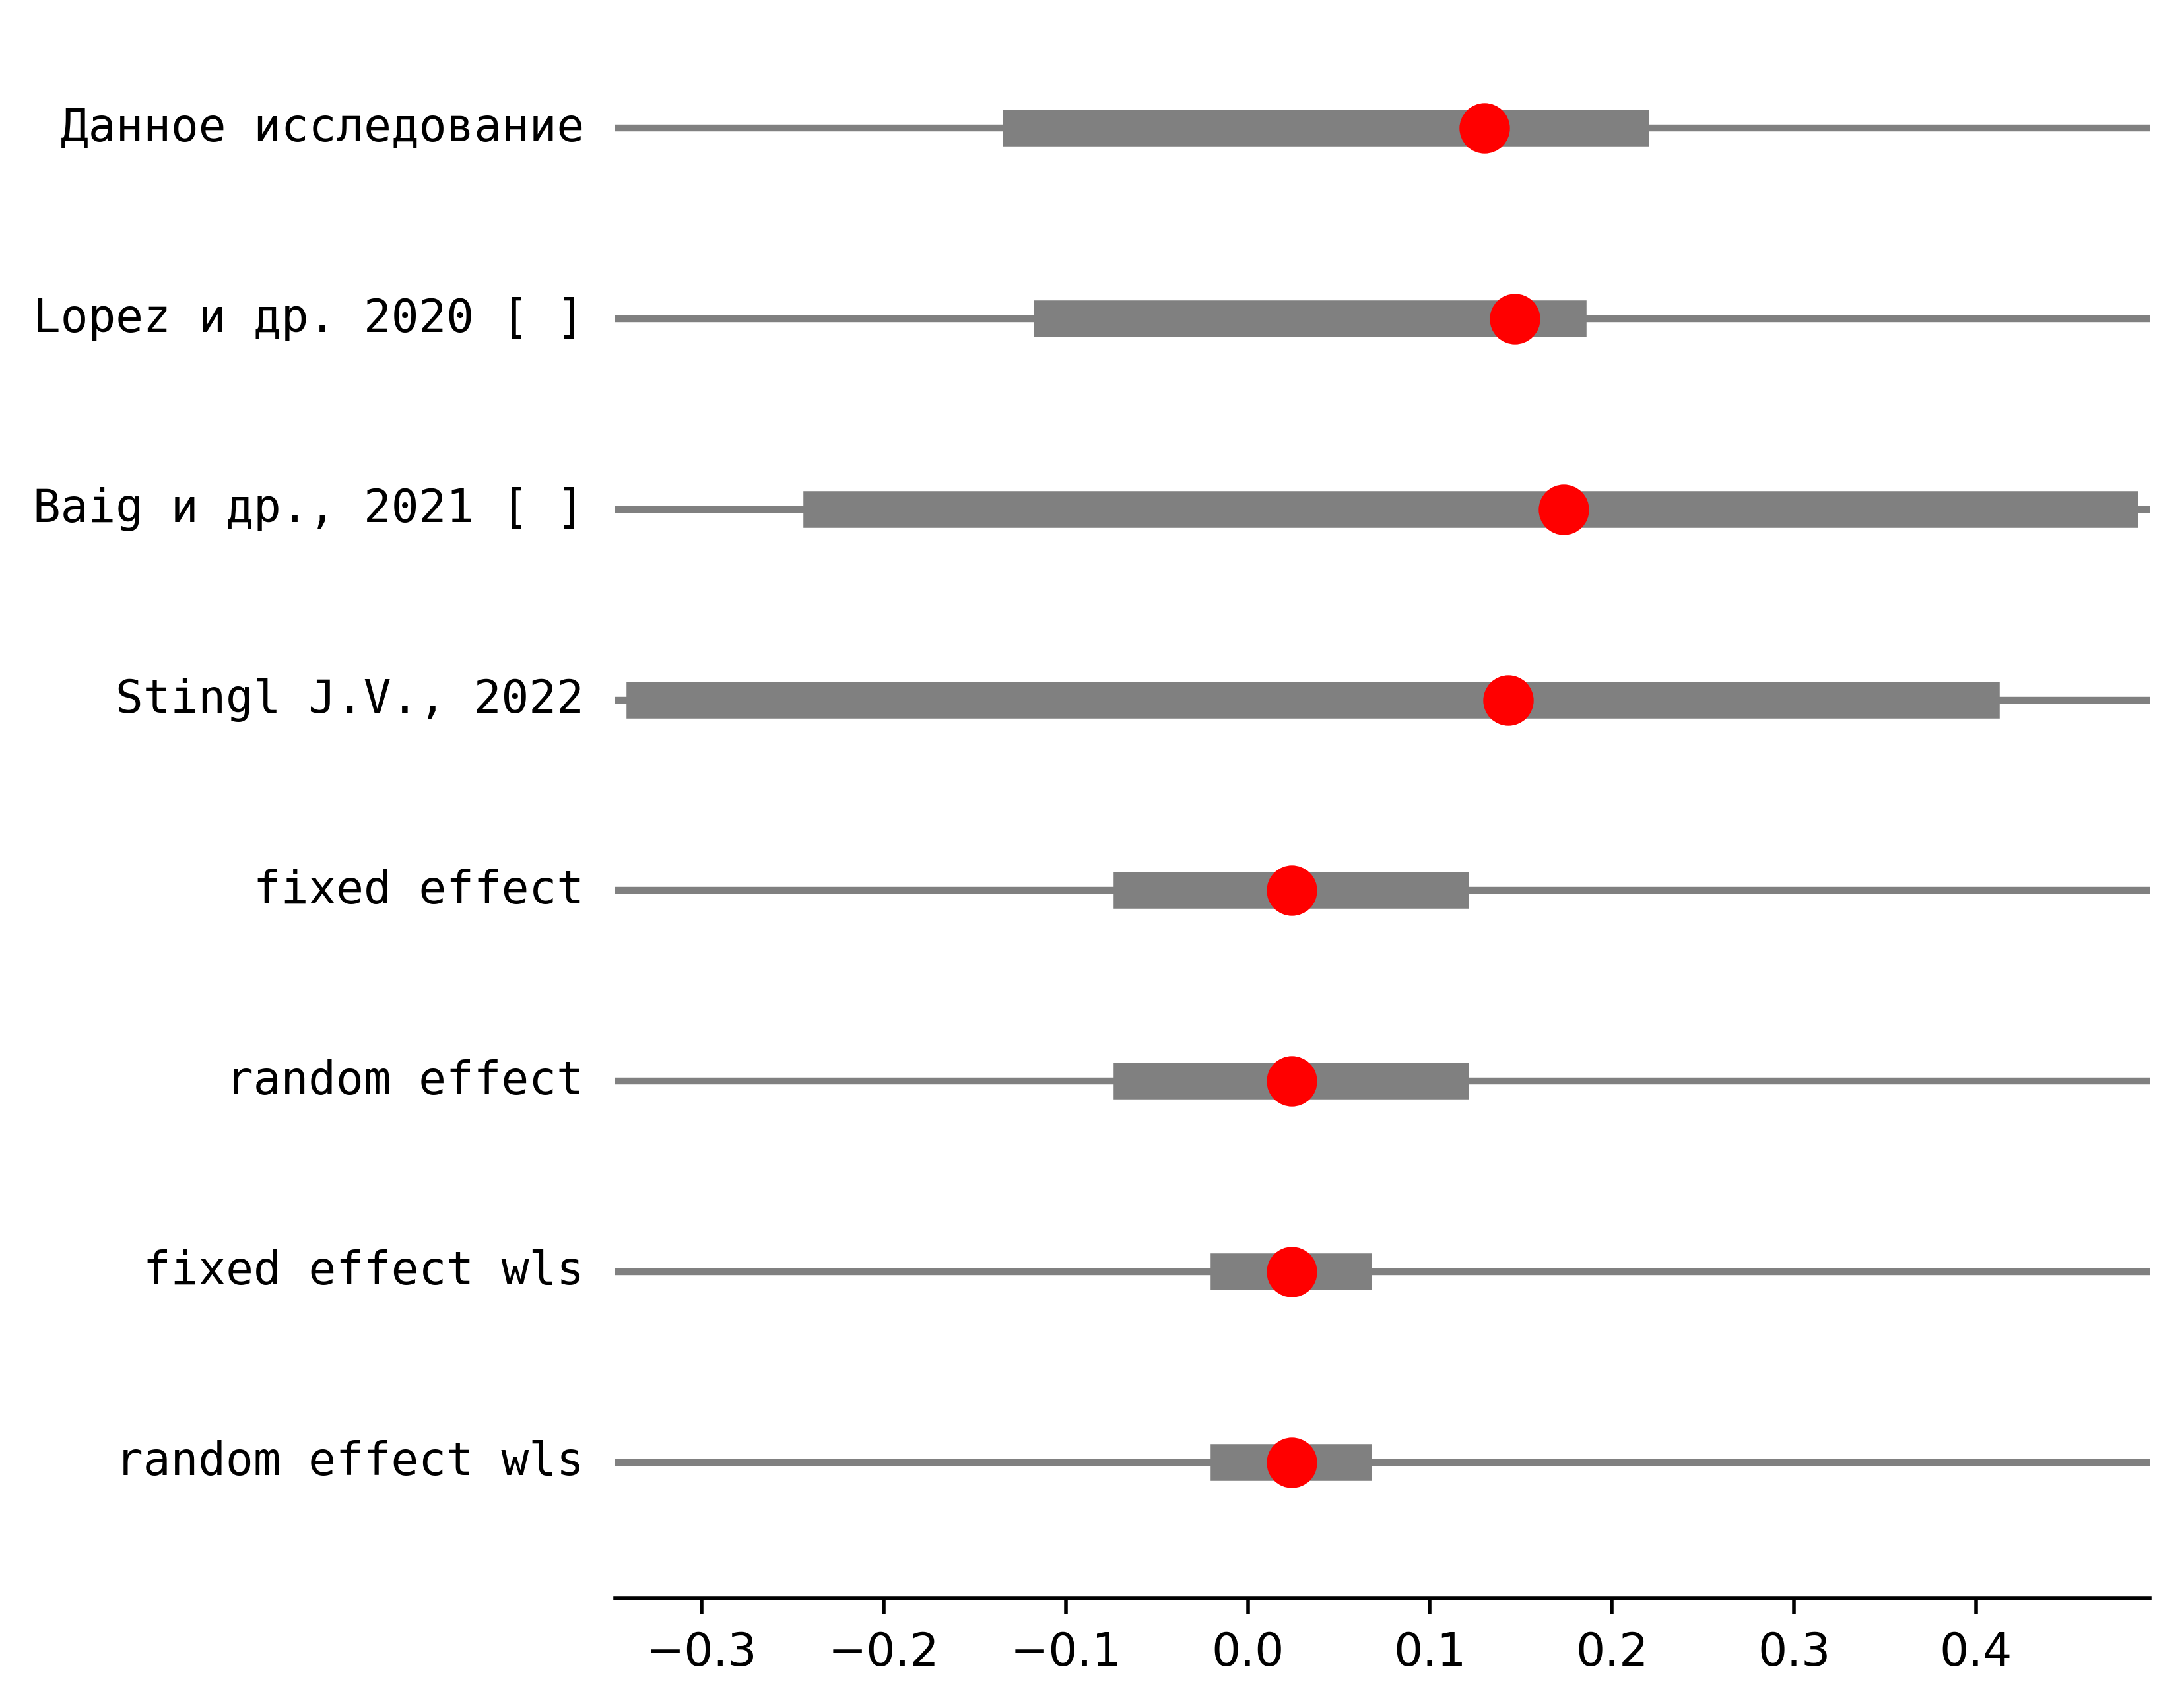 Данное исследование
Lopez и др. 2020 [ ]
Baig и др., 2021 [ ]
Stingl J.V., 2022
fixed effect
random effect
fixed effect wls
random effect wls
−0.3 −0.2 −0.1 0.0 0.1 0.2 0.3 0.4